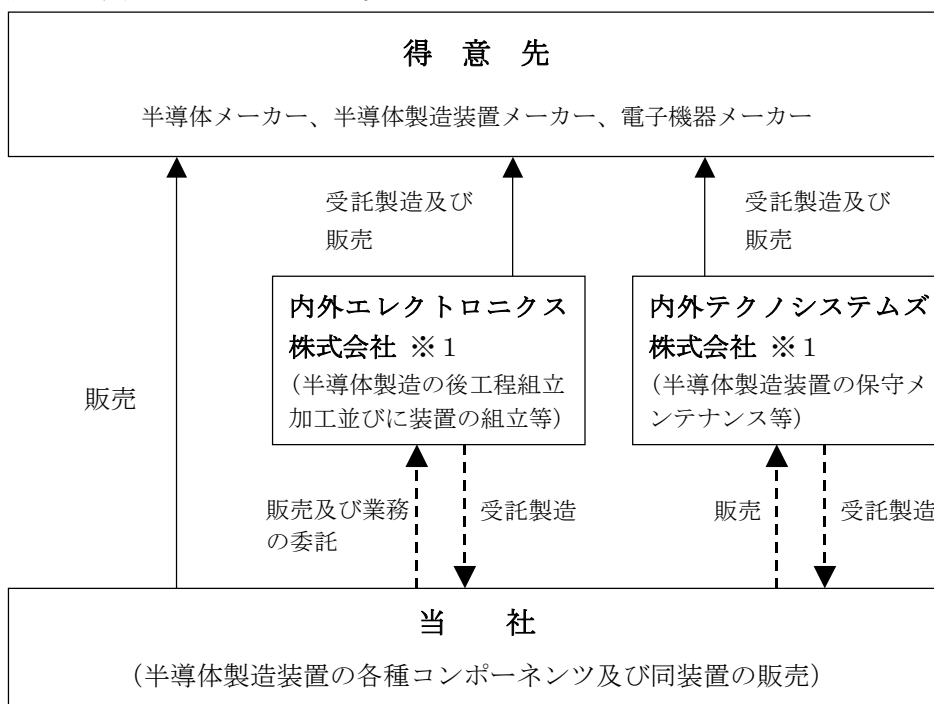 得 意 先
半導体メーカー、半導体製造装置メーカー、電子機器メーカー
受託製造及び
販売
受託製造及び
販売
内外エレクトロニクス
株式会社 ※1
(半導体製造の後工程組立
加工並びに装置の組立等)
内外テクノシステムズ
株式会社 ※1
(半導体製造装置の保守メ
ンテナンス等)
販売
販売及び業務
の委託
受託製造
販売
受託製造
当 社
(半導体製造装置の各種コンポーネンツ及び同装置の販売)